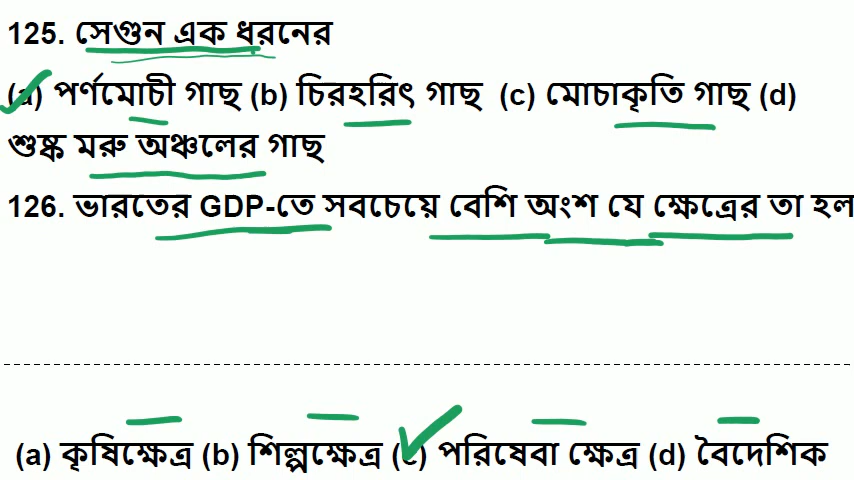 125. সেগুন এক ধরনের
(a) পর্ণমোচী গাছ (b) চিরহরিৎ গাছ (c) মোচাকৃতি গাছ (d)
শুষ্ক মরু অঞ্চলের গাছ
126. ভারতের GDP-তে সবচেয়ে বেশি অংশ যে ক্ষেত্রের তা হল
(a) কৃষিক্ষেত্র (b) শিল্পক্ষেত্র (c) পরিষেবা ক্ষেত্র (d) বৈদেশিক